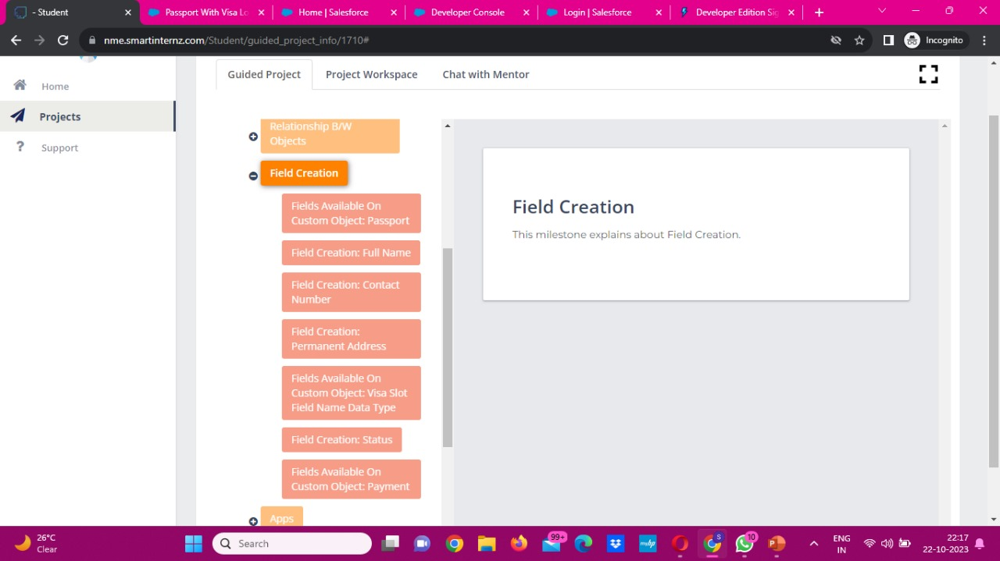 - Student
Passport With Visa Lo
Home | Salesforce
Developer Console
Login | Salesforce
Developer Edition Sig
nme.smartinternz.com/Student/guided_project_info/1710#
Incognito
Home
Projects
Support
Guided Project
Project Workspace
Chat with Mentor
Relationship B/W
Objects
Field Creation
Fields Available On
Custom Object: Passport
Field Creation: Full Name
Field Creation: Contact
Number
Field Creation:
Permanent Address
Fields Available On
Custom Object: Visa Slot
Field Name Data Type
Field Creation: Status
Fields Available On
Custom Object: Payment
Apps
Field Creation
This milestone explains about Field Creation.
26°C
Clear
Search
99+
myhp
S
10
ENG
IN
22:17
22-10-2023